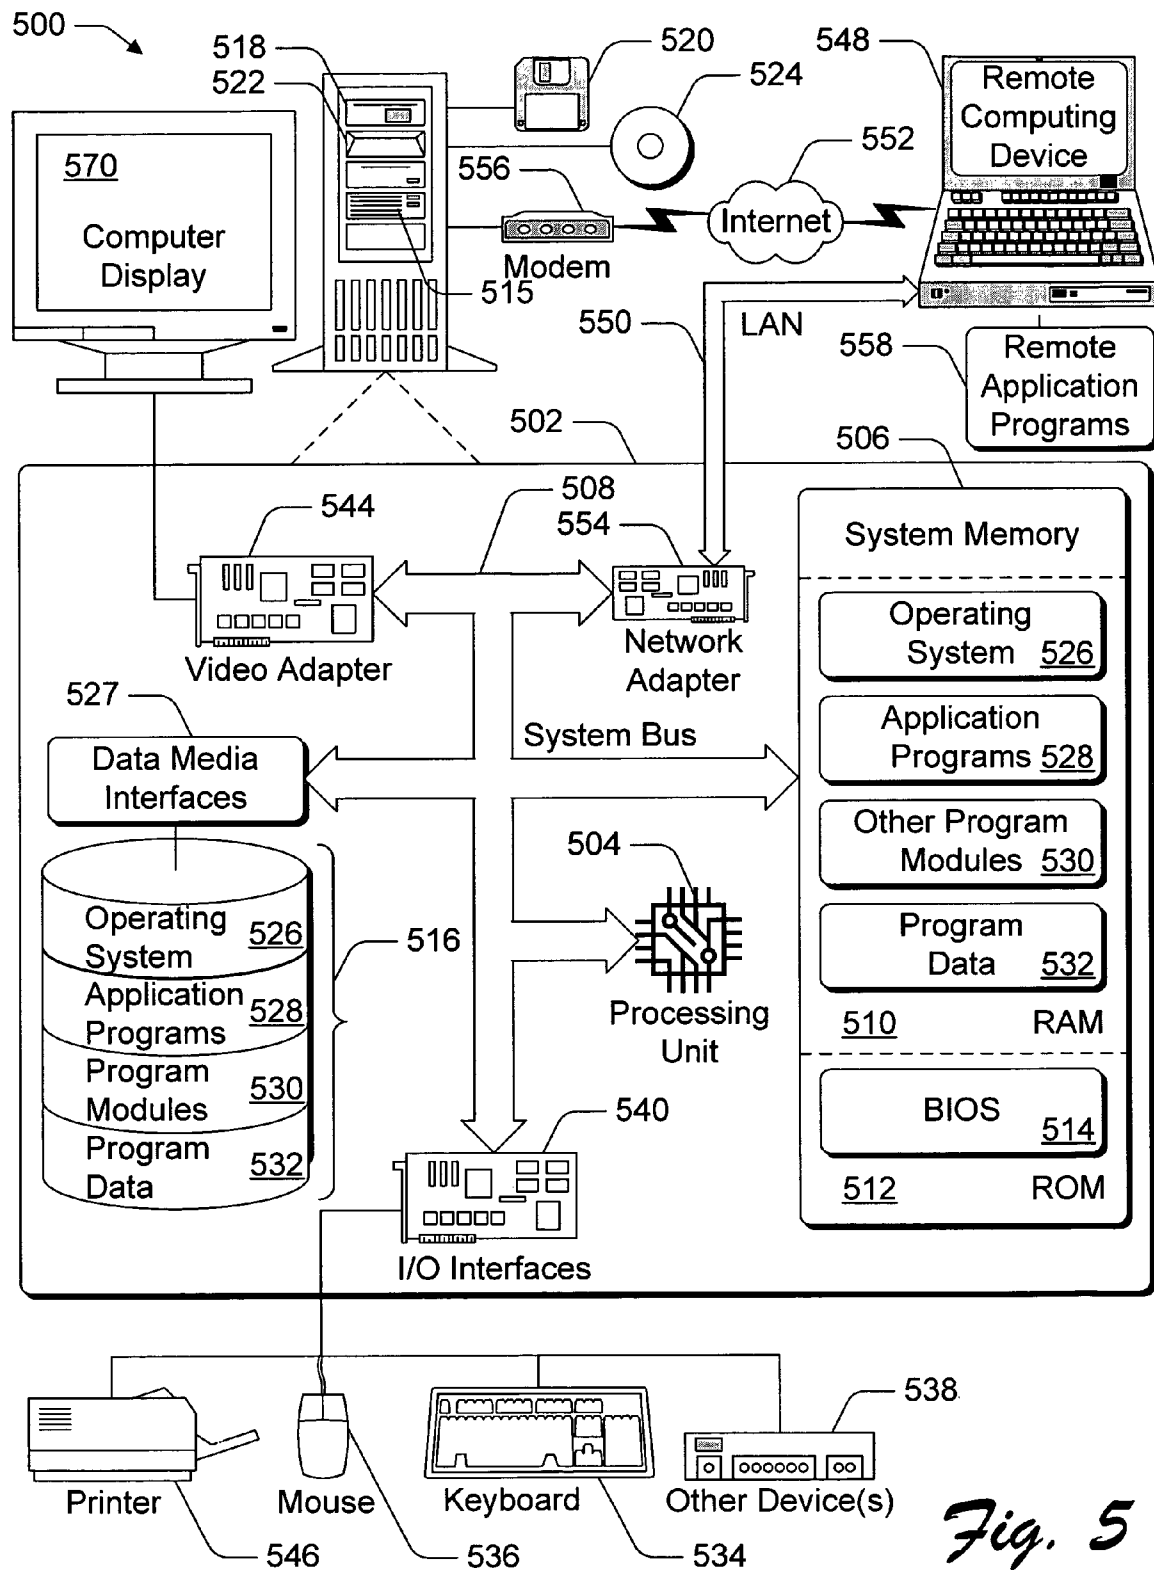 500
518
522
520
524
548
570
Computer
Display
515
556
Modem
552
Internet
Remote
Computing
Device
550
LAN
558
Remote
Application
Programs
502
506
544
Video Adapter
508
554
Network
Adapter
System Memory
Operating
System 526
Application
Programs 528
Other Program
Modules 530
Program
Data 532
510 RAM
BIOS
514
512 ROM
527
Data Media
Interfaces
System Bus
504
Processing
Unit
Operating
System 526
Application
Programs 528
Program
Modules 530
Program
Data 532
516
540
I/O Interfaces
Printer
546
Mouse
536
Keyboard
534
538
Other Device(s)
Fig. 5